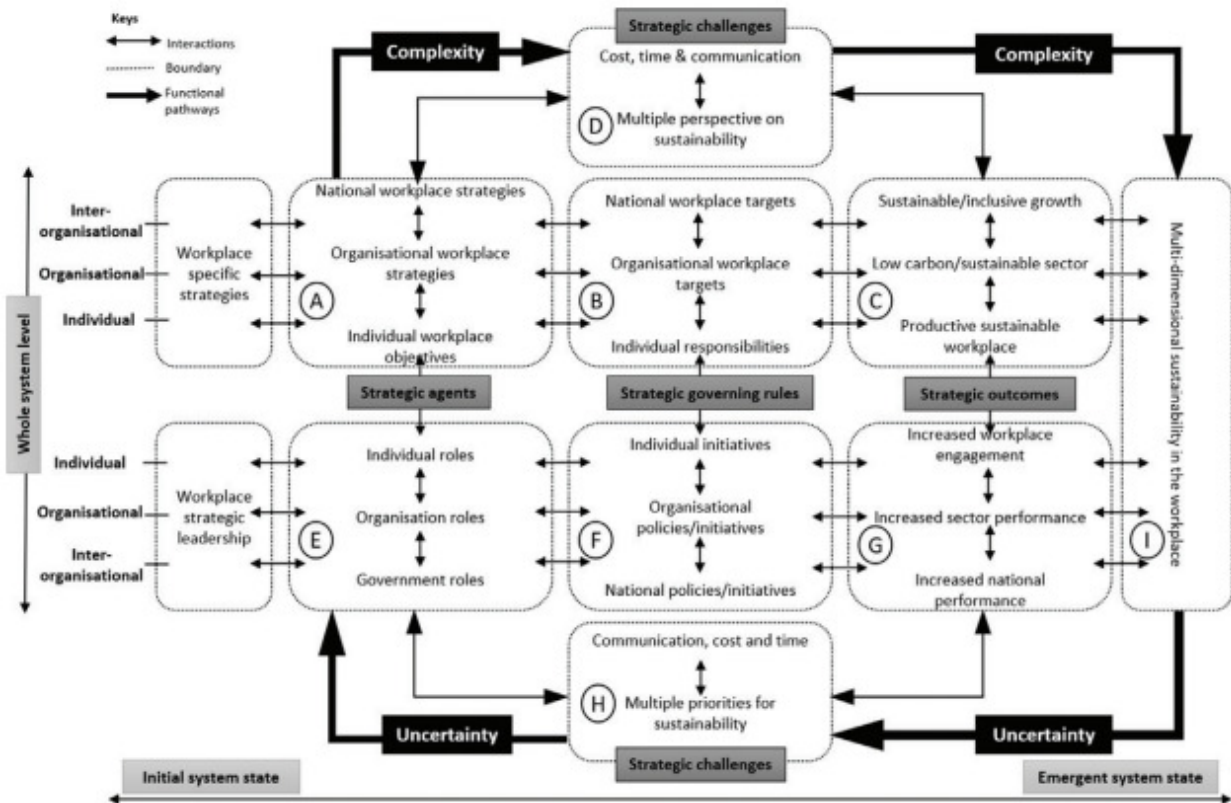 Keys
Interactions
Boundary
Functional
pathways
Complexity
Strategic challenges
Complexity
Cost, time & communication
D
Multiple perspective on
sustainability
Whole system level
Inter-
organisational
Organisational
Individual
Workplace
specific
strategies
National workplace strategies
Organisational workplace
strategies
A
Individual workplace
objectives
National workplace targets
Organisational workplace
targets
B
Individual responsibilities
Sustainable/inclusive growth
Low carbon/sustainable sector
C
Productive sustainable
workplace
Multi-dimensional sustainability in the workplace
I
Strategic agents
Strategic governing rules
Strategic outcomes
Individual
Organisational
Inter-
organisational
Workplace
strategic
leadership
Individual roles
Organisation roles
E
Government roles
Individual initiatives
Organisational
policies/initiatives
F
National policies/initiatives
Increased workplace
engagement
Increased sector performance
G
Increased national
performance
Communication, cost and time
H
Multiple priorities for
sustainability
Uncertainty
Strategic challenges
Uncertainty
Initial system state
Emergent system state